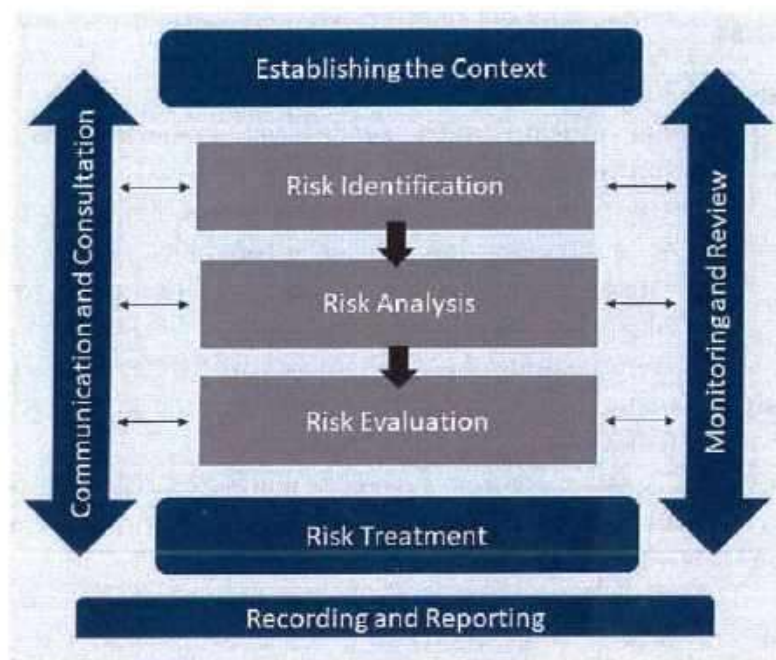 Establishing the Context
Communication and Consultation
Risk Identification
Monitoring and Review
Risk Analysis
Risk Evaluation
Risk Treatment
Recording and Reporting